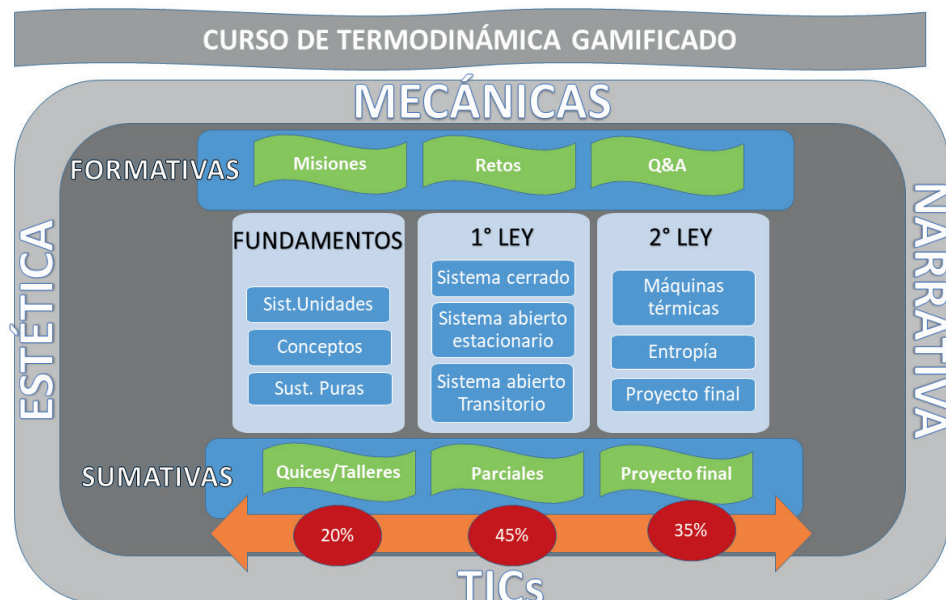 CURSO DE TERMODINÁMICA GAMIFICADO
MECÁNICAS
FORMATIVAS
Misiones
Retos
Q&A
ESTÉTICA
NARRATIVA
FUNDAMENTOS
Sist.Unidades
Conceptos
Sust. Puras
1° LEY
Sistema cerrado
Sistema abierto
estacionario
Sistema abierto
Transitorio
2° LEY
Máquinas
térmicas
Entropía
Proyecto final
SUMATIVAS
Quices/Talleres
Parciales
Proyecto final
20%
45%
35%
TICs